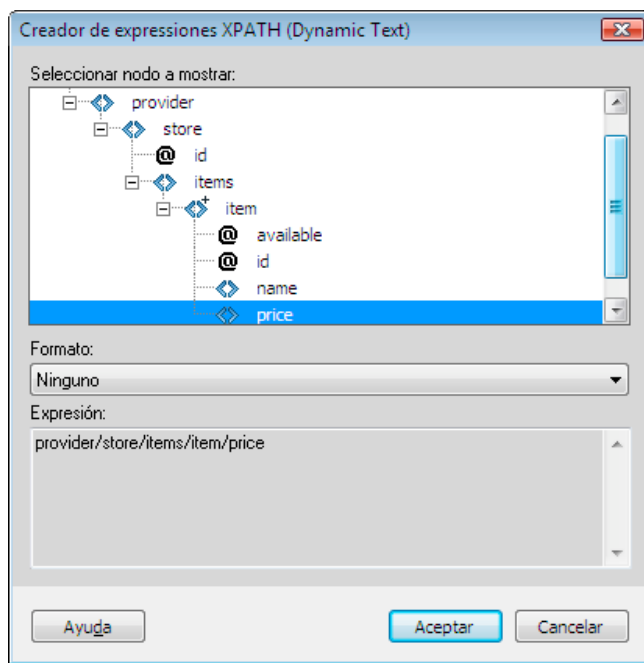 Creador de expressiones XPATH (Dynamic Text)
Seleccionar nodo a mostrar:
provider
store
@ id
items
item
@ available
@ id
name
price
Formato:
Ninguno
Expresión:
provider/store/items/item/price
Ayuda
Aceptar
Cancelar